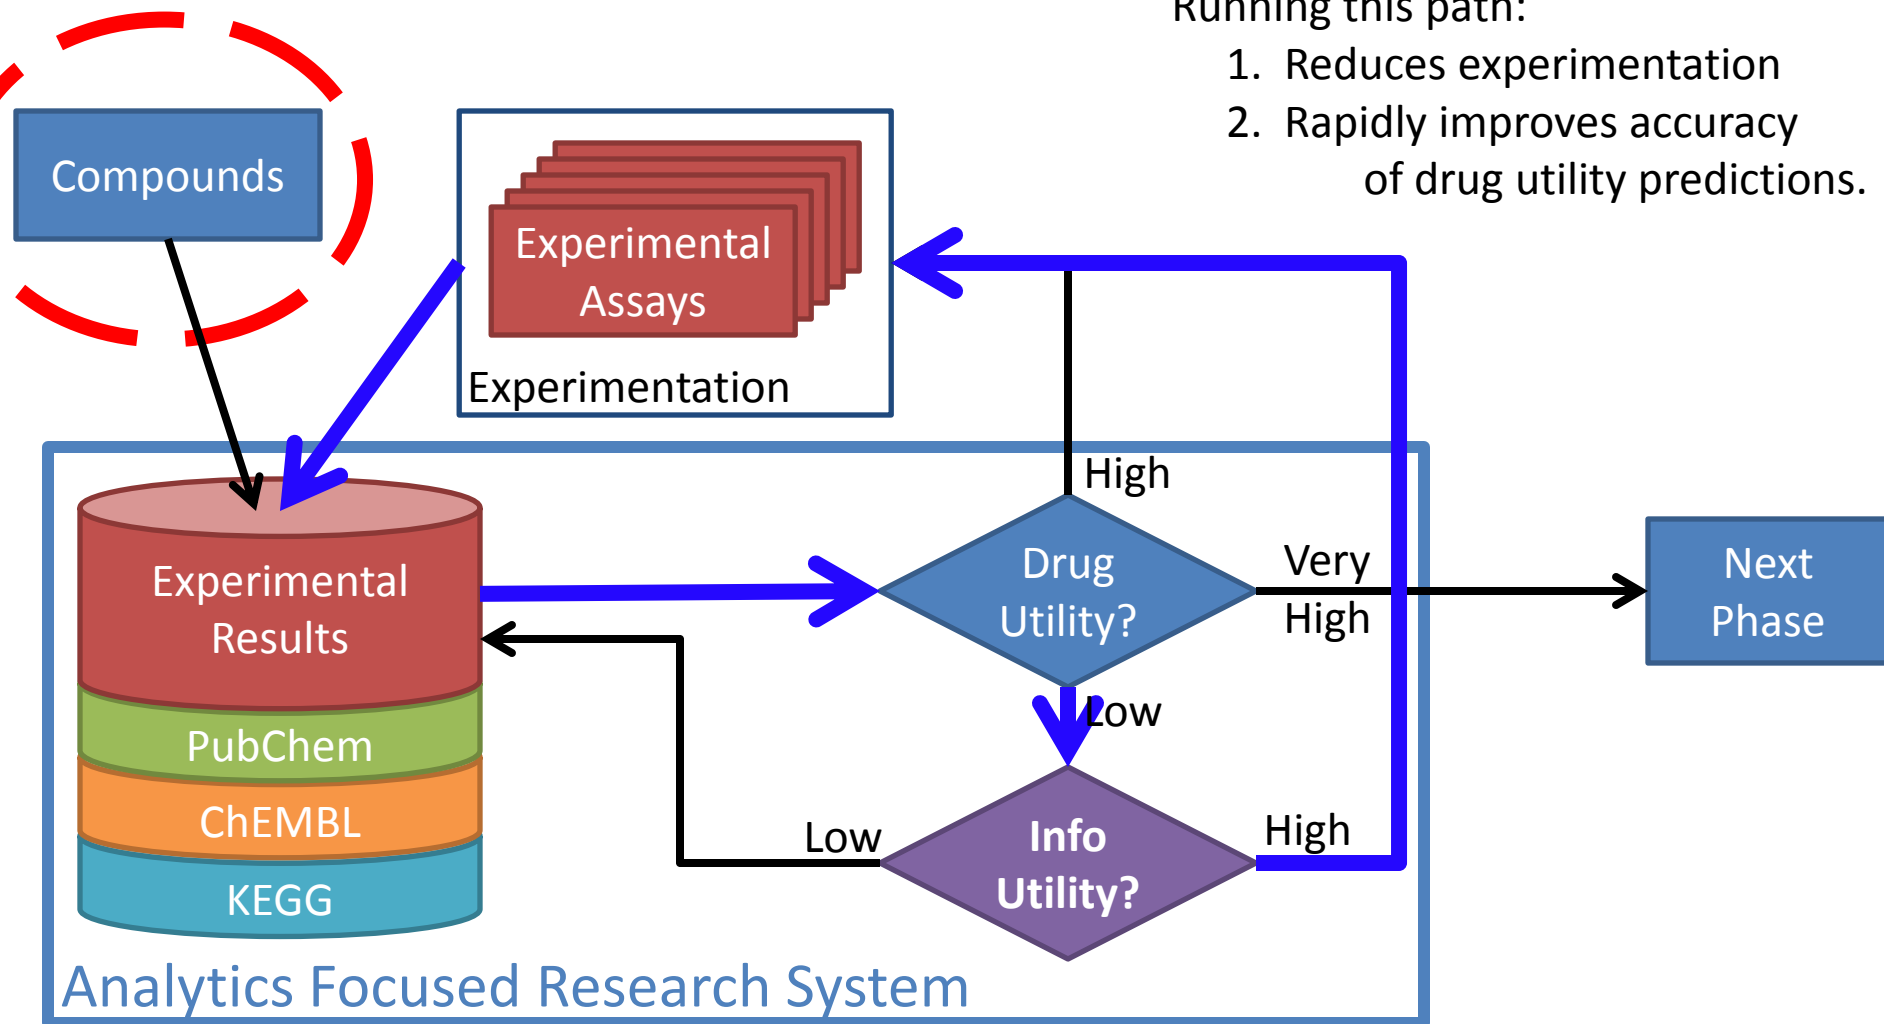 Running this path:
1. Reduces experimentation
2. Rapidly improves accuracy
of drug utility predictions.
Compounds
Experimental
Assays
Experimentation
High
Experimental
Results
Drug
Utility?
Very
High
Next
Phase
Low
PubChem
ChEMBL
KEGG
Low
Info
Utility?
High
Analytics Focused Research System